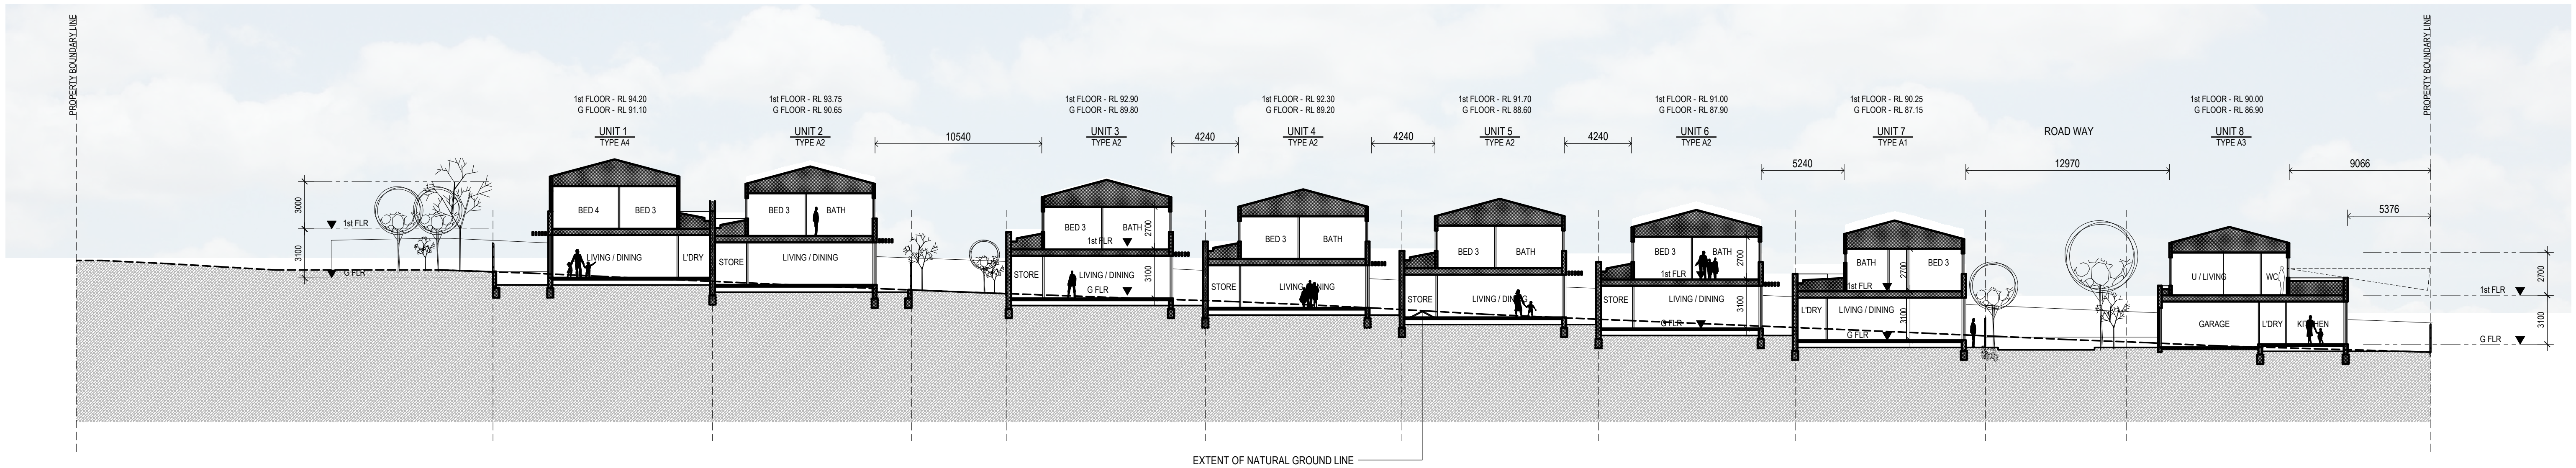 PROPERTY BOUNDARY LINE
PROPERTY BOUNDARY LINE
1st FLOOR - RL 94.20
G FLOOR - RL 91.10
UNIT 1
TYPE A4
1st FLOOR - RL 93.75
G FLOOR - RL 90.65
UNIT 2
TYPE A2
10540
1st FLOOR - RL 92.90
G FLOOR - RL 89.80
UNIT 3
TYPE A2
4240
1st FLOOR - RL 92.30
G FLOOR - RL 89.20
UNIT 4
TYPE A2
4240
1st FLOOR - RL 91.70
G FLOOR - RL 88.60
UNIT 5
TYPE A2
4240
1st FLOOR - RL 91.00
G FLOOR - RL 87.90
UNIT 6
TYPE A2
5240
1st FLOOR - RL 90.25
G FLOOR - RL 87.15
UNIT 7
TYPE A1
ROAD WAY
12970
1st FLOOR - RL 90.00
G FLOOR - RL 86.90
UNIT 8
TYPE A3
9066
5376
3000
1st FLR
3100
G FLR
BED 4
BED 3
LIVING / DINING
L'DRY
BED 3
BATH
STORE
LIVING / DINING
BED 3
BATH
2700
1st FLR
STORE
LIVING / DINING
3100
G FLR
BED 3
BATH
STORE
LIVING / DINING
BED 3
BATH
STORE
LIVING / DINING
BED 3
BATH
2700
1st FLR
STORE
LIVING / DINING
3100
G FLR
BATH
2700
BED 3
1st FLR
L'DRY
LIVING / DINING
3100
G FLR
U / LIVING
WC
GARAGE
L'DRY
KITCHEN
2700
1st FLR
3100
G FLR
EXTENT OF NATURAL GROUND LINE